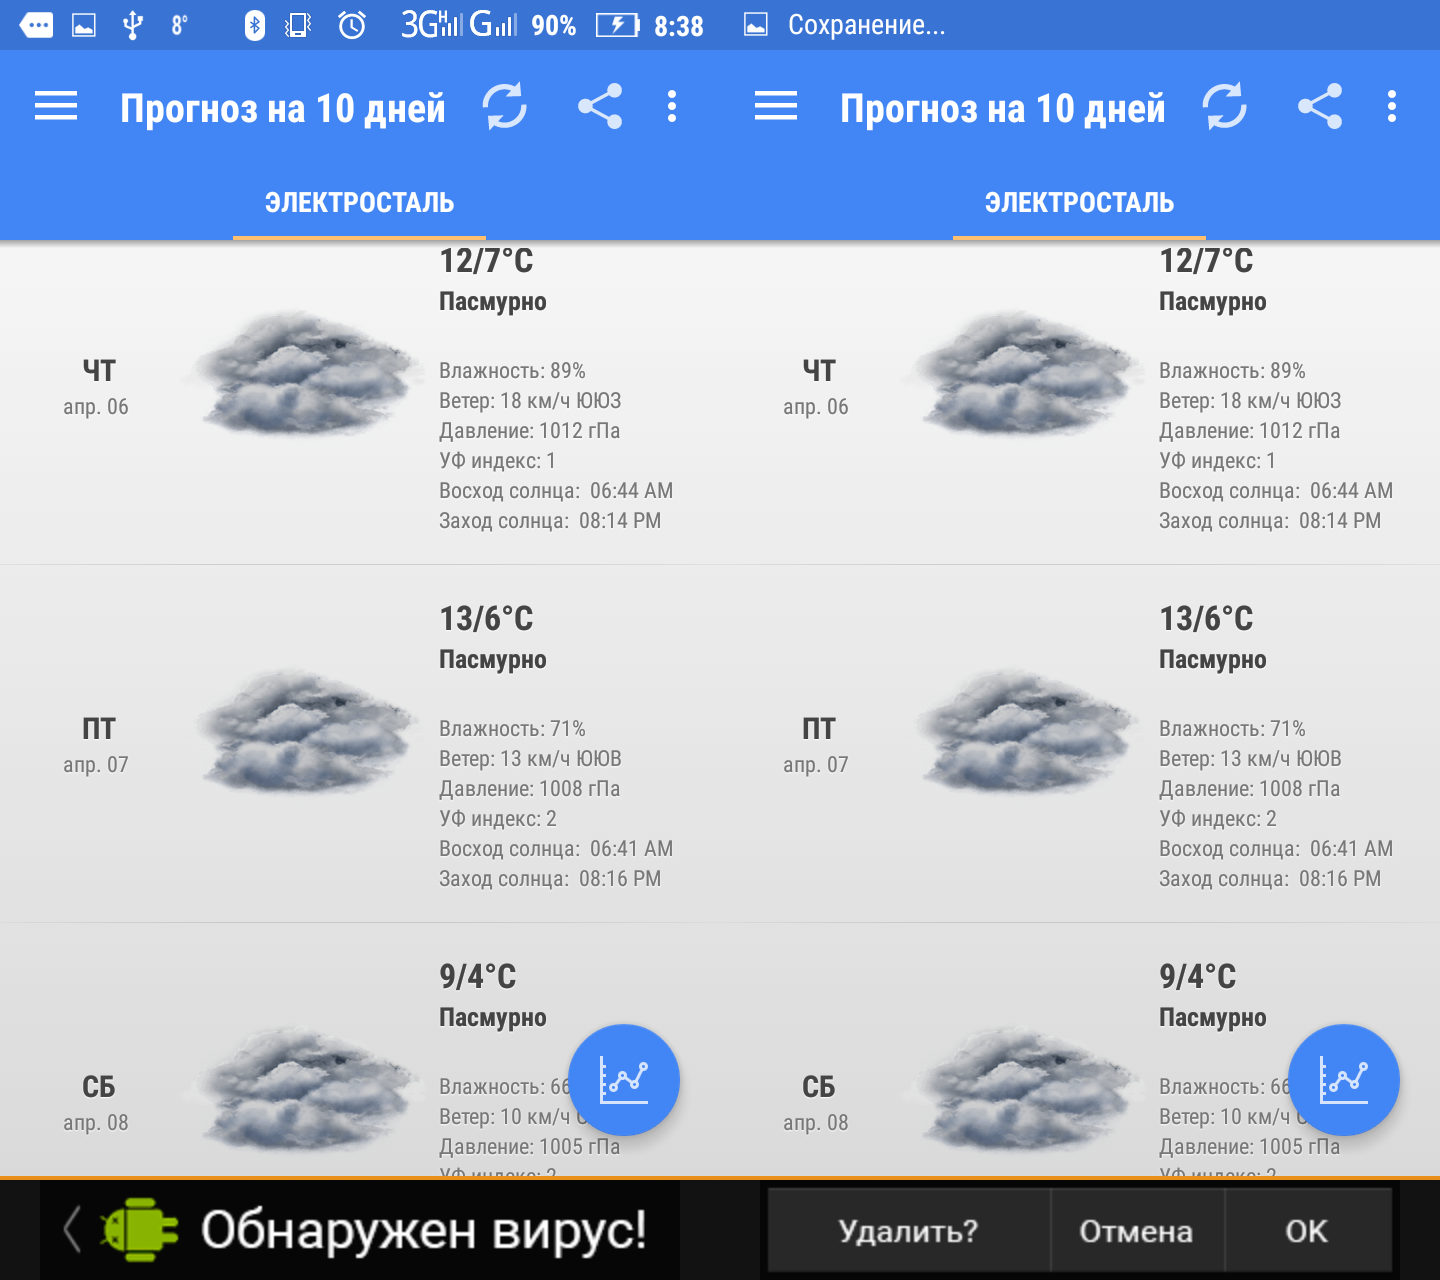 8°
3G H G 90% 8:38
Прогноз на 10 дней
ЭЛЕКТРОСТАЛЬ
12/7°C
Пасмурно
ЧТ
апр. 06
Влажность: 89%
Ветер: 18 км/ч ЮЮЗ
Давление: 1012 гПа
УФ индекс: 1
Восход солнца: 06:44 AM
Заход солнца: 08:14 PM
13/6°C
Пасмурно
ПТ
апр. 07
Влажность: 71%
Ветер: 13 км/ч ЮЮВ
Давление: 1008 гПа
УФ индекс: 2
Восход солнца: 06:41 AM
Заход солнца: 08:16 PM
9/4°C
Пасмурно
СБ
апр. 08
Влажность: 66
Ветер: 10 км/ч
Давление: 1005 гПа
УФ индекс: 2
Обнаружен вирус!
Сохранение...
Прогноз на 10 дней
ЭЛЕКТРОСТАЛЬ
12/7°C
Пасмурно
ЧТ
апр. 06
Влажность: 89%
Ветер: 18 км/ч ЮЮЗ
Давление: 1012 гПа
УФ индекс: 1
Восход солнца: 06:44 AM
Заход солнца: 08:14 PM
13/6°C
Пасмурно
ПТ
апр. 07
Влажность: 71%
Ветер: 13 км/ч ЮЮВ
Давление: 1008 гПа
УФ индекс: 2
Восход солнца: 06:41 AM
Заход солнца: 08:16 PM
9/4°C
Пасмурно
СБ
апр. 08
Влажность: 66
Ветер: 10 км/ч
Давление: 1005 гПа
УФ индекс: 2
Удалить?
Отмена
OK